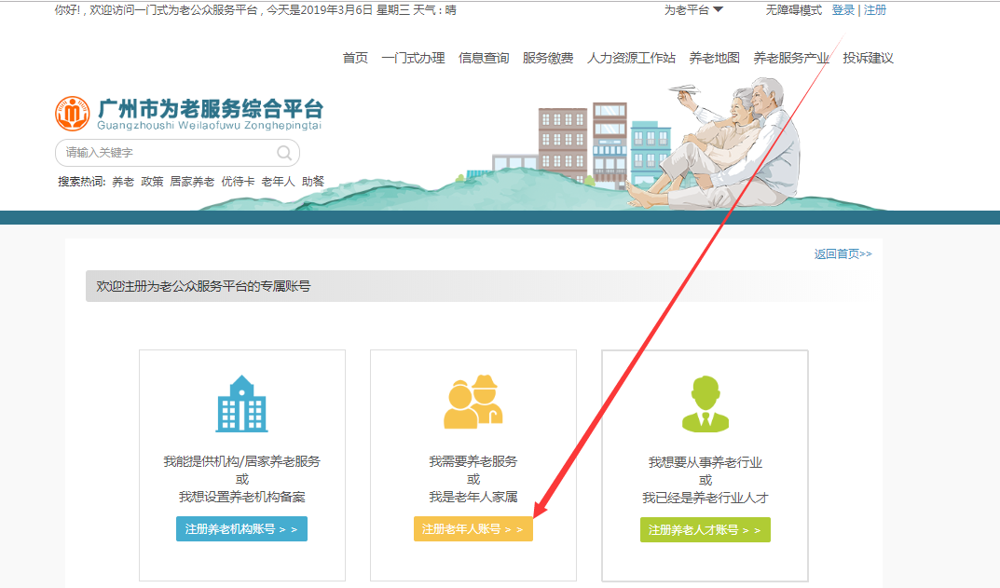 你好! , 欢迎访问一门式为老公众服务平台 , 今天是2019年3月6日 星期三 天气 : 晴
为老平台 无障碍模式 登录 | 注册
首页 一门式办理 信息查询 服务缴费 人力资源工作站 养老地图 养老服务产业 投诉建议
广州市为老服务综合平台
Guangzhoushi Weilaofuwu Zonghepingtai
请输入关键字
搜索热词: 养老 政策 居家养老 优待卡 老年人 助餐
返回首页>>
欢迎注册为老公众服务平台的专属账号
我能提供机构/居家养老服务
或
我想设置养老机构备案
注册养老机构账号 > >
我需要养老服务
或
我是老年人家属
注册老年人账号 > >
我想要从事养老行业
或
我已经是养老行业人才
注册养老人才账号 > >